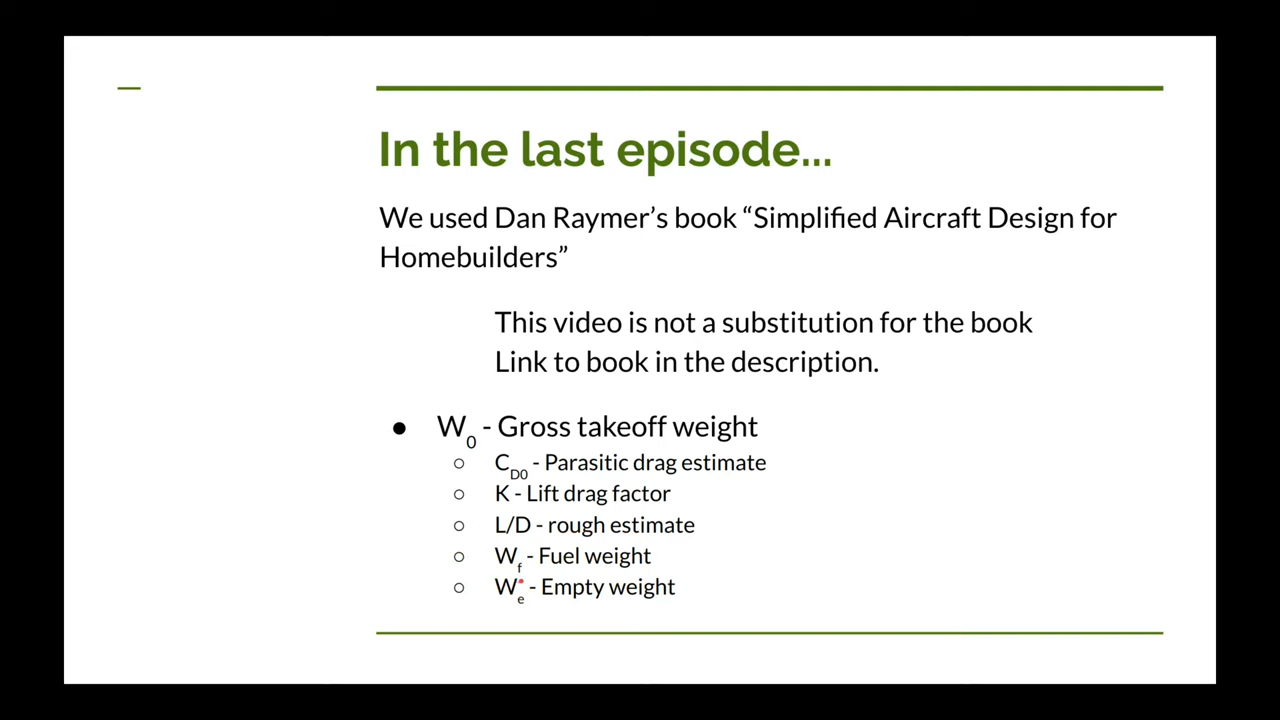 In the last episode...
We used Dan Raymer’s book “Simplified Aircraft Design for
Homebuilders”
This video is not a substitution for the book
Link to book in the description.
● W0 - Gross takeoff weight
○ CD0 - Parasitic drag estimate
○ K - Lift drag factor
○ L/D - rough estimate
○ Wf - Fuel weight
○ We - Empty weight